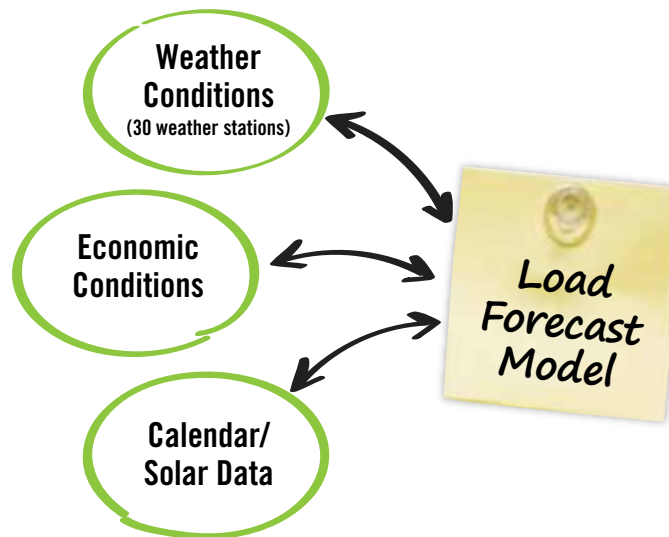 Weather
Conditions
(30 weather stations)
Economic
Conditions
Calendar/
Solar Data
Load
Forecast
Model